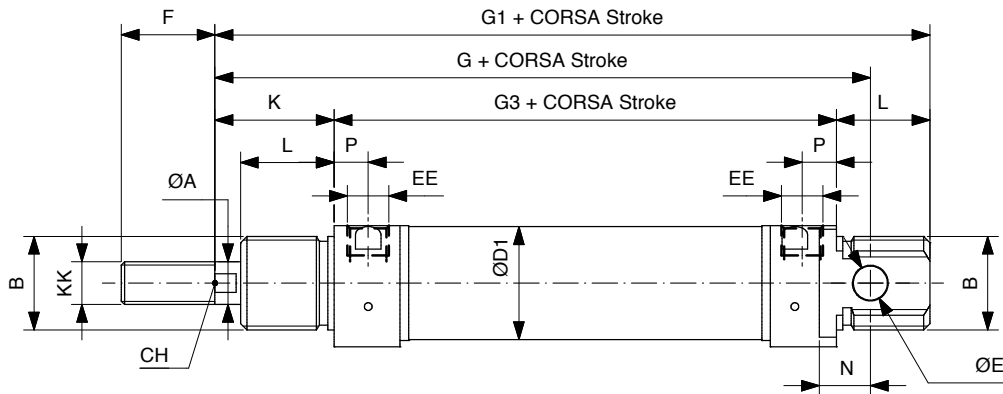 F
G1 + CORSA Stroke
G + CORSA Stroke
K
G3 + CORSA Stroke
L
L
P
P
ØA
EE
EE
B
KK
ØD1
B
CH
N
ØE